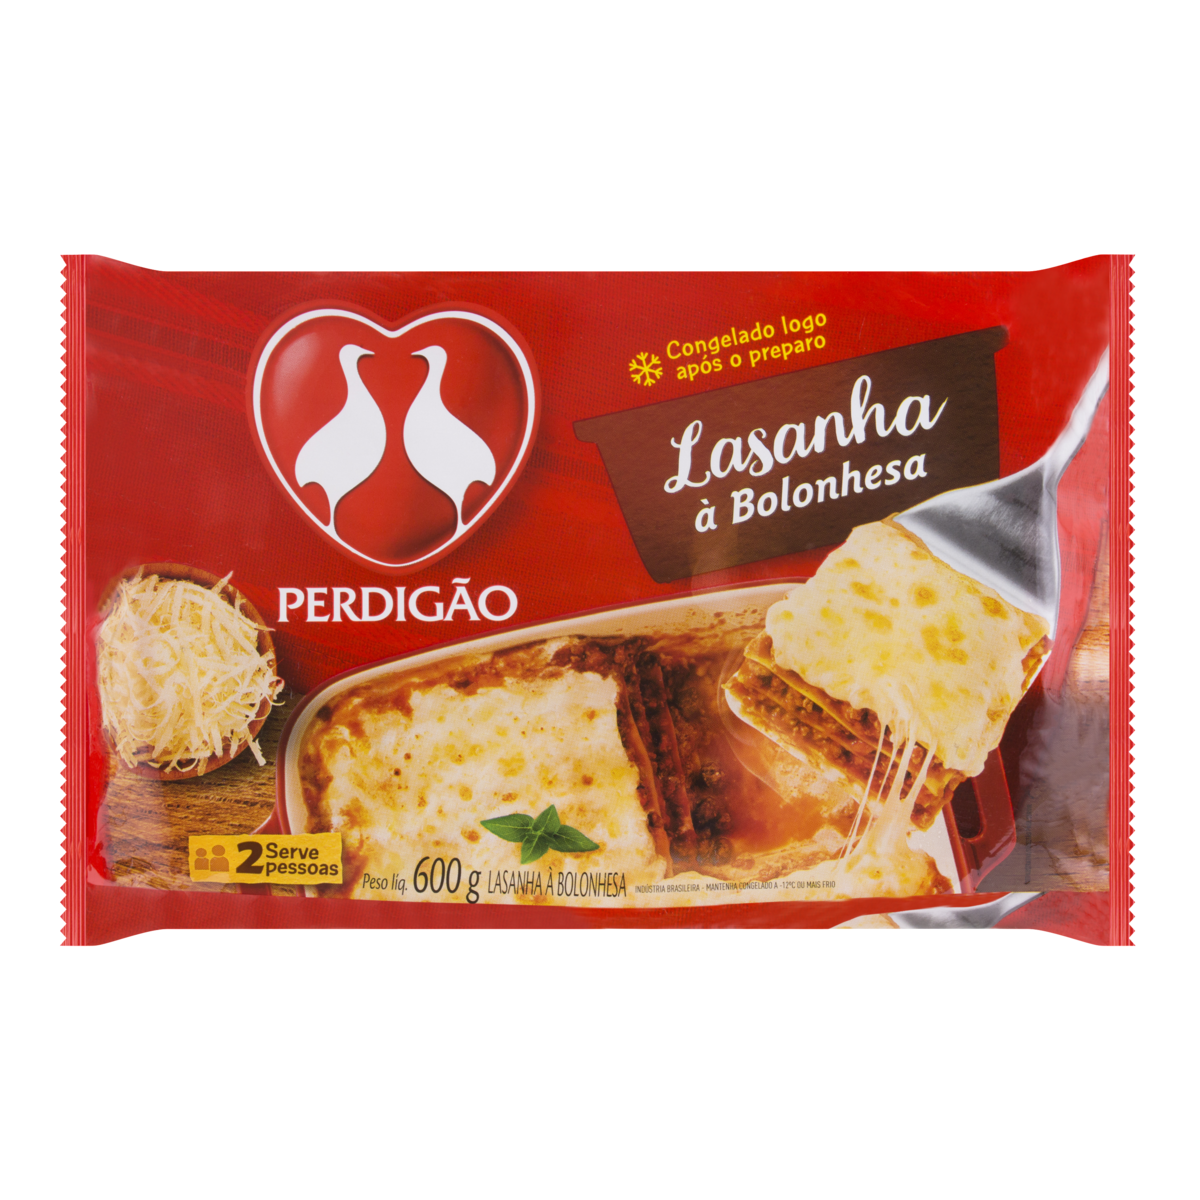 Congelado logo
após o preparo
Lasanha
à Bolonhesa
PERDIGÃO
2 Serve
pessoas
Peso líq. 600 g LASANHA À BOLONHESA
INDÚSTRIA BRASILEIRA - MANTENHA CONGELADO A -12°C OU MAIS FRIO